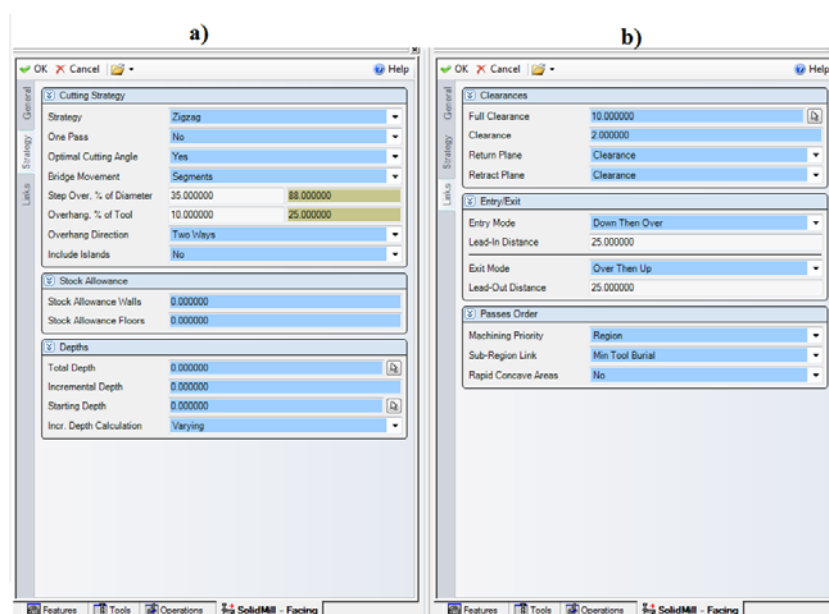 a)
OK Cancel Help
General
Strategy
Links
Cutting Strategy
Strategy Zigzag
One Pass No
Optimal Cutting Angle Yes
Bridge Movement Segments
Step Over, % of Diameter 35.000000 88.000000
Overhang, % of Tool 10.000000 25.000000
Overhang Direction Two Ways
Include Islands No
Stock Allowance
Stock Allowance Walls 0.000000
Stock Allowance Floors 0.000000
Depths
Total Depth 0.000000
Incremental Depth 0.000000
Starting Depth 0.000000
Incr. Depth Calculation Varying
Features Tools Operations SolidMill - Facing
b)
OK Cancel Help
General
Strategy
Links
Clearances
Full Clearance 10.000000
Clearance 2.000000
Return Plane Clearance
Retract Plane Clearance
Entry/Exit
Entry Mode Down Then Over
Lead-In Distance 25.000000
Exit Mode Over Then Up
Lead-Out Distance 25.000000
Passes Order
Machining Priority Region
Sub-Region Link Min Tool Burial
Rapid Concave Areas No
Features Tools Operations SolidMill - Facing